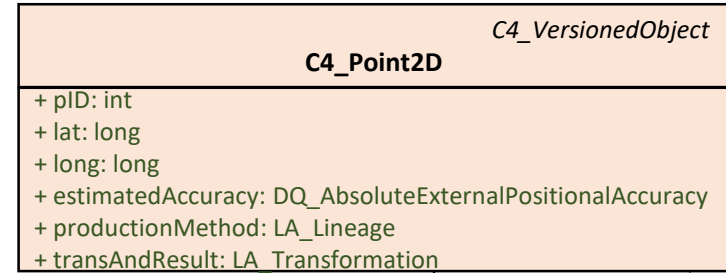 C4_VersionedObject
C4_Point2D
+ pID: int
+ lat: long
+ long: long
+ estimatedAccuracy: DQ_AbsoluteExternalPositionalAccuracy
+ productionMethod: LA_Lineage
+ transAndResult: LA_Transformation